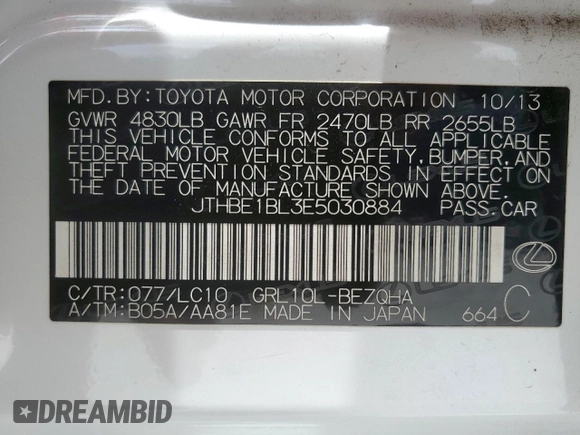 MFD.BY:TOYOTA MOTOR CORPORATION 10/13
GVWR 4830LB GAWR FR 2470LB RR 2655LB
THIS VEHICLE CONFORMS TO ALL APPLICABLE
FEDERAL MOTOR VEHICLE SAFETY,BUMPER,AND
THEFT PREVENTION STANDARDS IN EFFECT ON
THE DATE OF MANUFACTURE SHOWN ABOVE.
JTHBE1BL3E5030884 PASS.CAR
C/TR:077/LC10 GRL10L-BEZQHA
A/TM:B05A/AA81E MADE IN JAPAN 664 C
DREAMBID